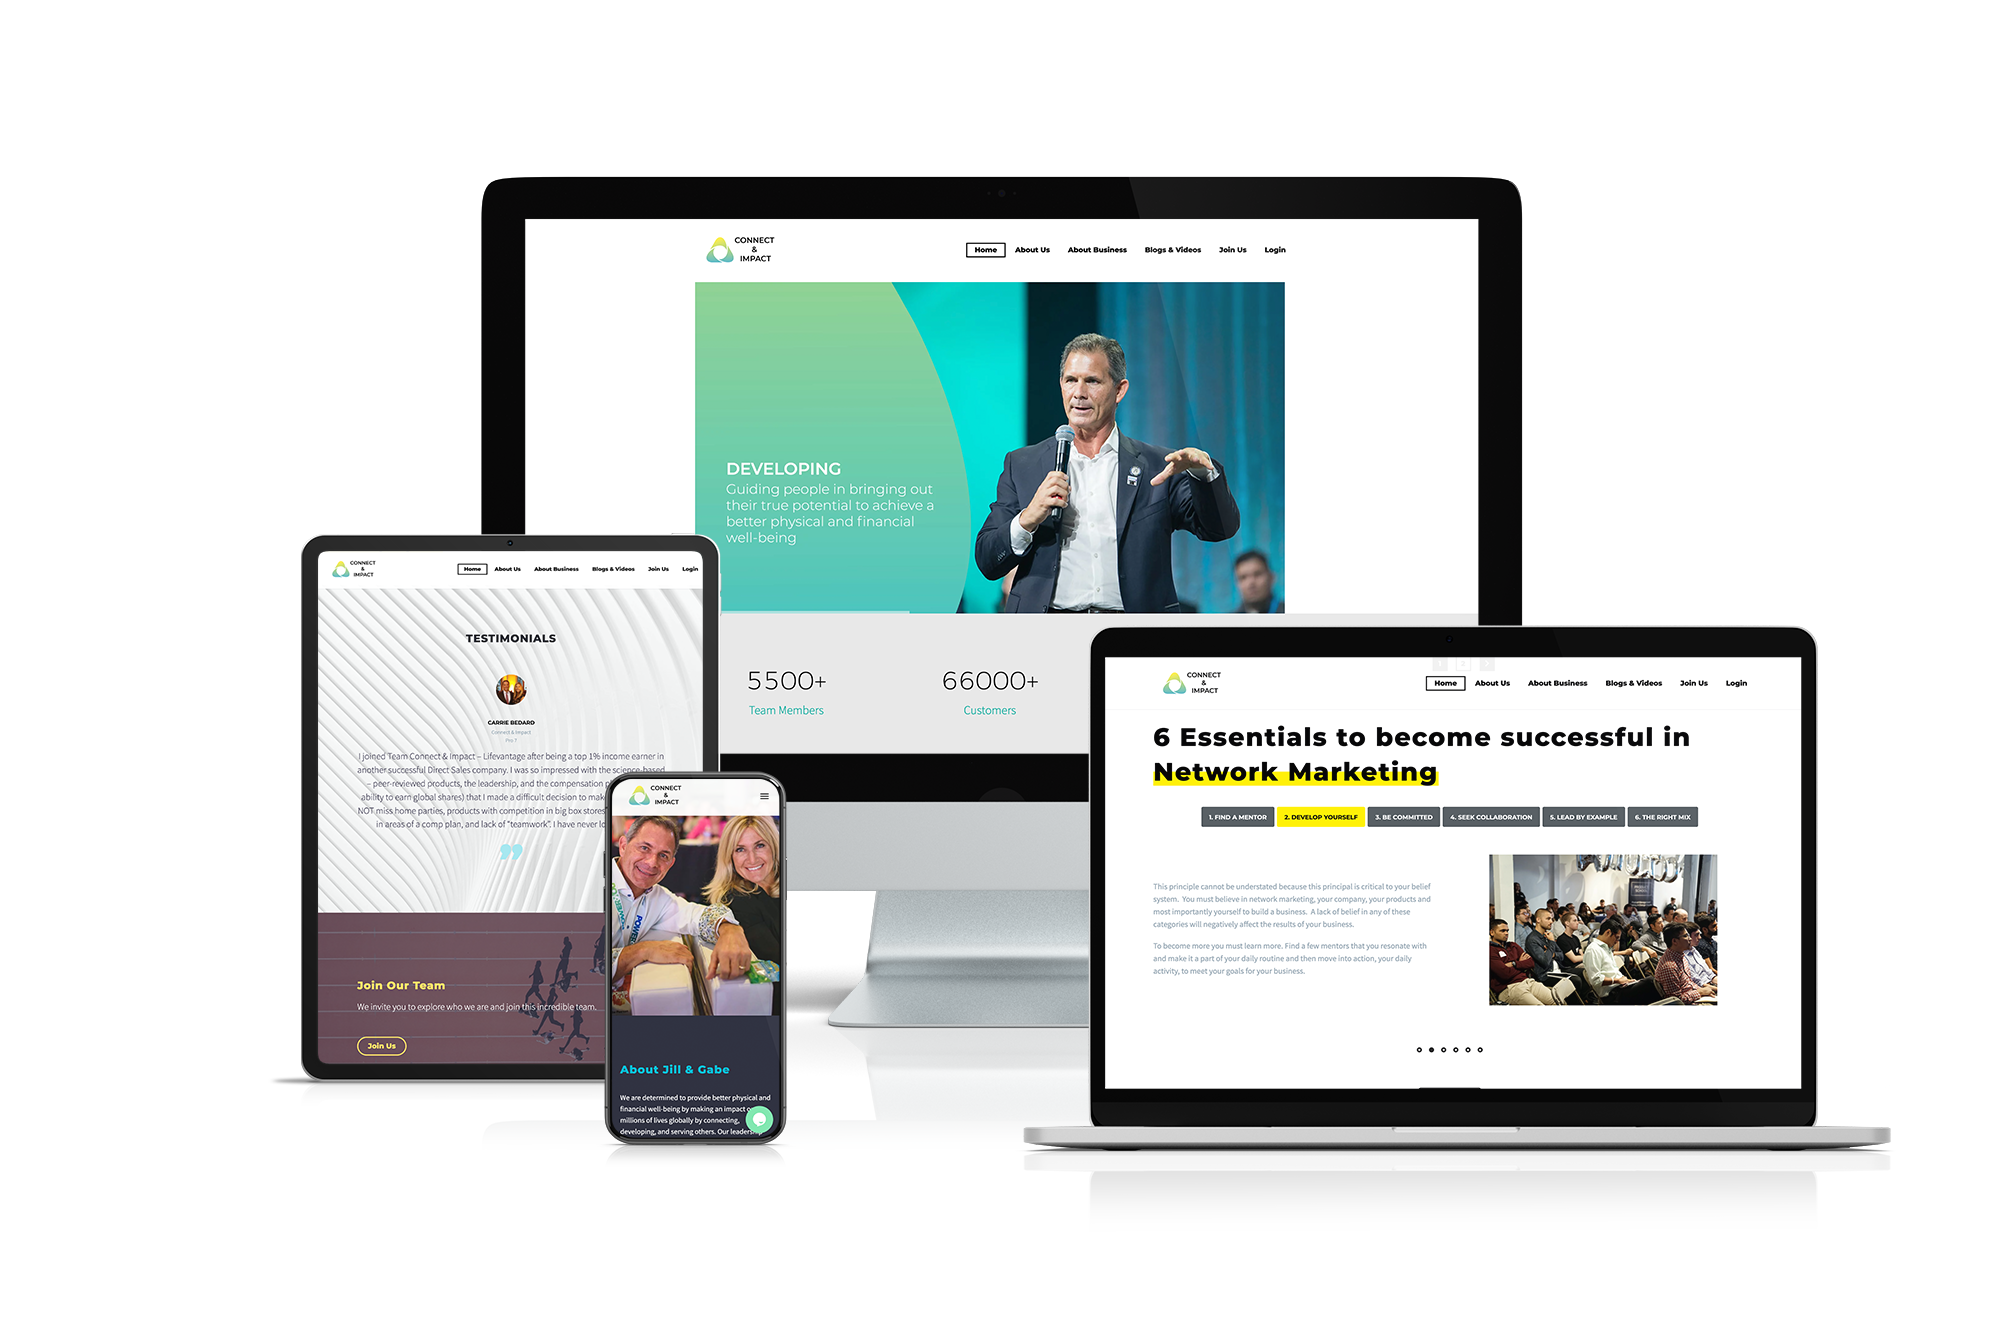 CONNECT
&
IMPACT
Home About Us About Business Blogs & Videos Join Us Login
DEVELOPING
Guiding people in bringing out
their true potential to achieve a
better physical and financial
well-being
5500+
Team Members
66000+
Customers
CONNECT
&
IMPACT
Home About Us About Business Blogs & Videos Join Us Login
TESTIMONIALS
CARRIE BEDARD
Connect & Impact
Pro 7
I joined Team Connect & Impact – Lifevantage after being a top 1% income earner in
another successful Direct Sales company. I was so impressed with the science-based
– peer-reviewed products, the leadership, and the compensation
ability to earn global shares) that I made a difficult decision to
NOT miss home parties, products with competition in big box stores
in areas of a comp plan, and lack of "teamwork". I have never
”
Join Our Team
We invite you to explore who we are and join this incredible team.
Join Us
CONNECT
&
IMPACT
POWER
About Jill & Gabe
We are determined to provide better physical and
financial well-being by making an impact
millions of lives globally by connecting,
developing, and serving others. Our
CONNECT
&
IMPACT
1 2 3
Home About Us About Business Blogs & Videos Join Us Login
6 Essentials to become successful in
Network Marketing
1. FIND A MENTOR 2. DEVELOP YOURSELF 3. BE COMMITTED 4. SEEK COLLABORATION 5. LEAD BY EXAMPLE 6. THE RIGHT MIX
This principle cannot be understated because this principal is critical to your belief
system. You must believe in network marketing, your company, your products and
most importantly yourself to build a business. A lack of belief in any of these
categories will negatively affect the results of your business.
To become more you must learn more. Find a few mentors that you resonate with
and make it a part of your daily routine and then move into action, your daily
activity, to meet your goals for your business.